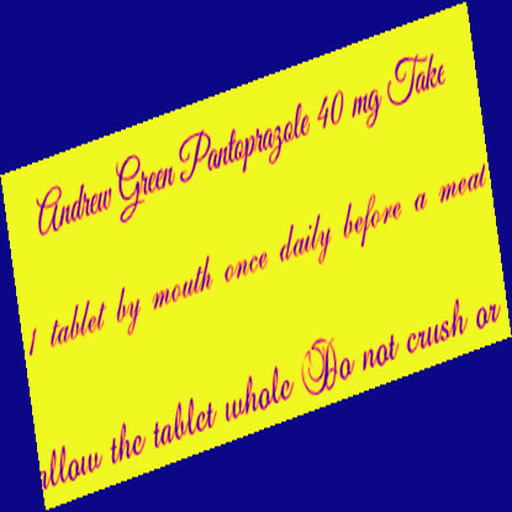 Andrew Green Pantoprazole 40 mg Take
1 tablet by mouth once daily before a meal
the tablet whole Do not crush or